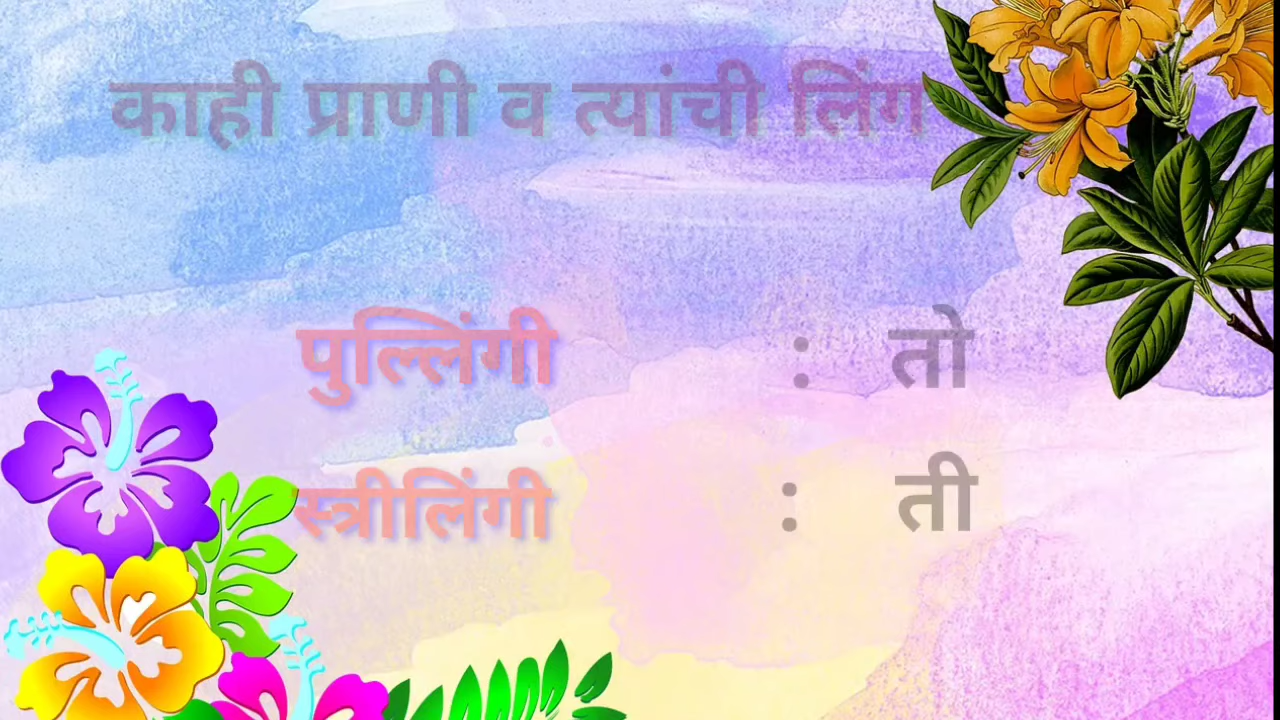 काही प्राणी व त्यांची लिंग
पुल्लिंगी : तो
स्त्रीलिंगी : ती